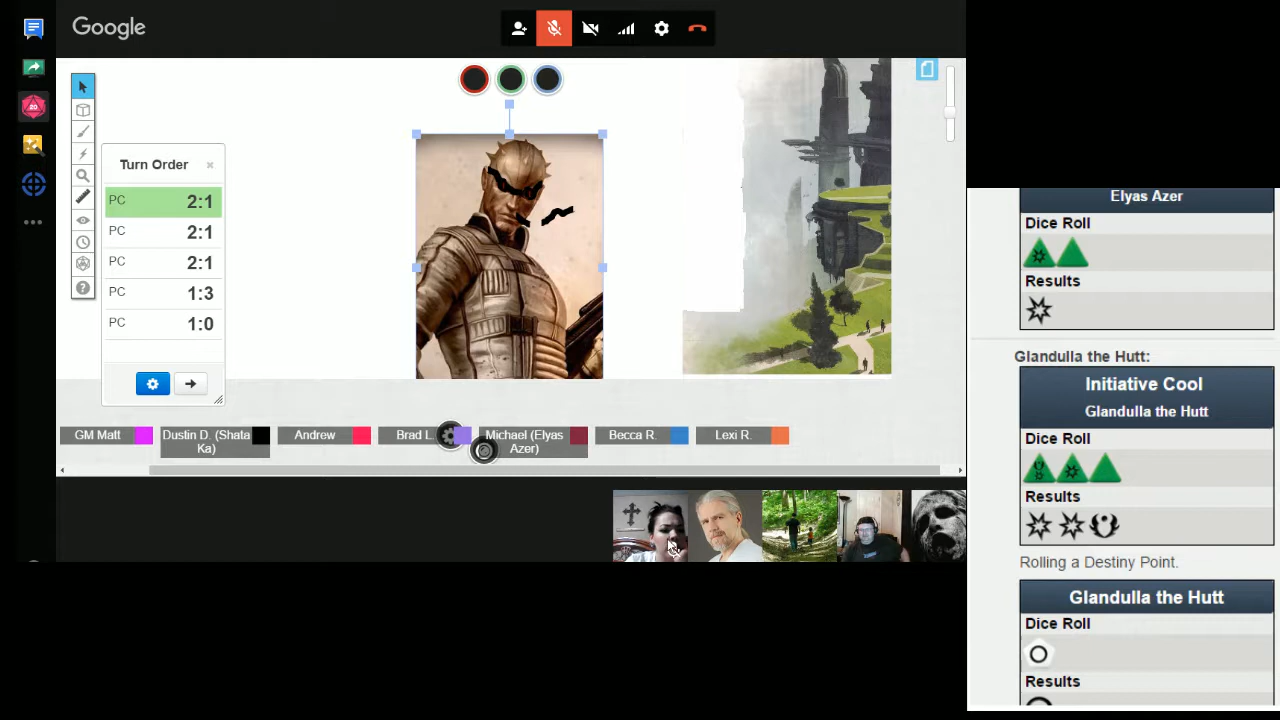 Google
20
Turn Order ×
PC 2:1
PC 2:1
PC 2:1
PC 1:3
PC 1:0
GM Matt
Dustin D. (Shata
Ka)
Andrew
Brad L.
Michael (Elyas
Azer)
Becca R.
Lexi R.
Elyas Azer
Dice Roll
Results
Glandulla the Hutt:
Initiative Cool
Glandulla the Hutt
Dice Roll
Results
Rolling a Destiny Point.
Glandulla the Hutt
Dice Roll
Results